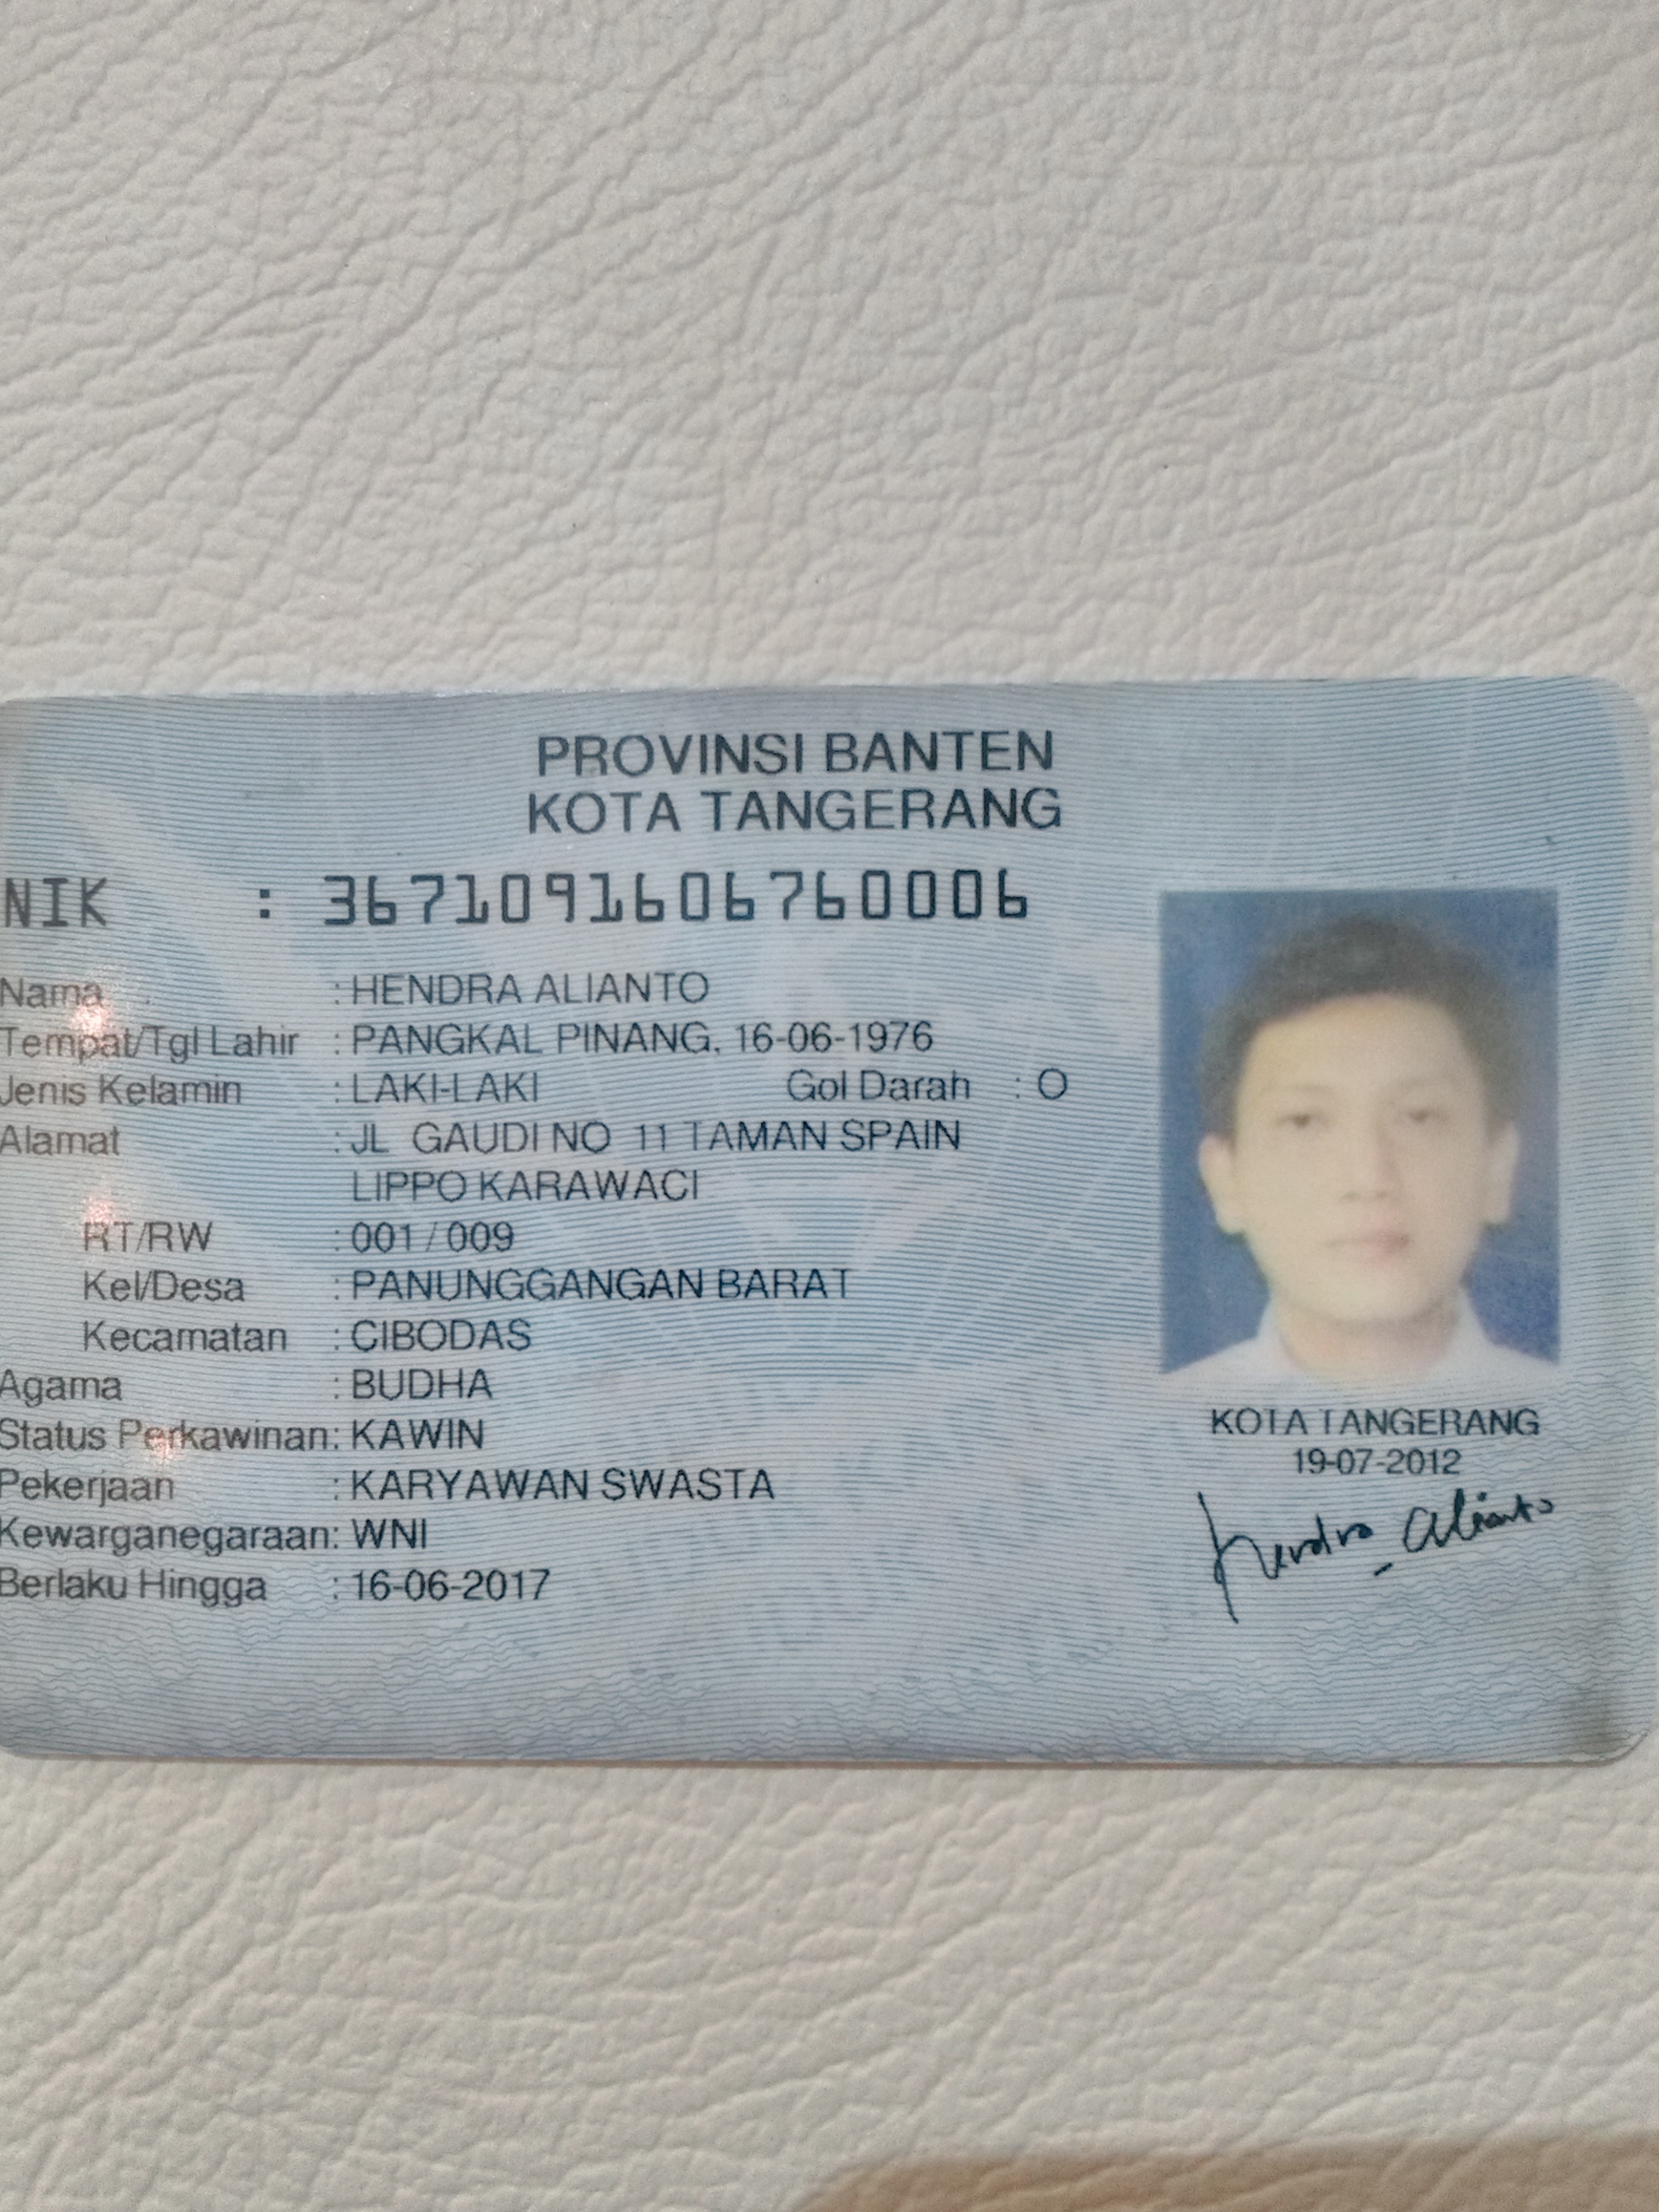 PROVINSI BANTEN
KOTA TANGERANG
NIK : 3671091606760006
Nama : HENDRA ALIANTO
Tempat/Tgl Lahir : PANGKAL PINANG, 16-06-1976
Jenis Kelamin : LAKI-LAKI Gol Darah : O
Alamat : JL GAUDI NO 11 TAMAN SPAIN
LIPPO KARAWACI
RT/RW : 001 / 009
Kel/Desa : PANUNGGANGAN BARAT
Kecamatan : CIBODAS
Agama : BUDHA
Status Perkawinan: KAWIN
Pekerjaan : KARYAWAN SWASTA
Kewarganegaraan: WNI
Berlaku Hingga : 16-06-2017
KOTA TANGERANG
19-07-2012
Hendra Alianto